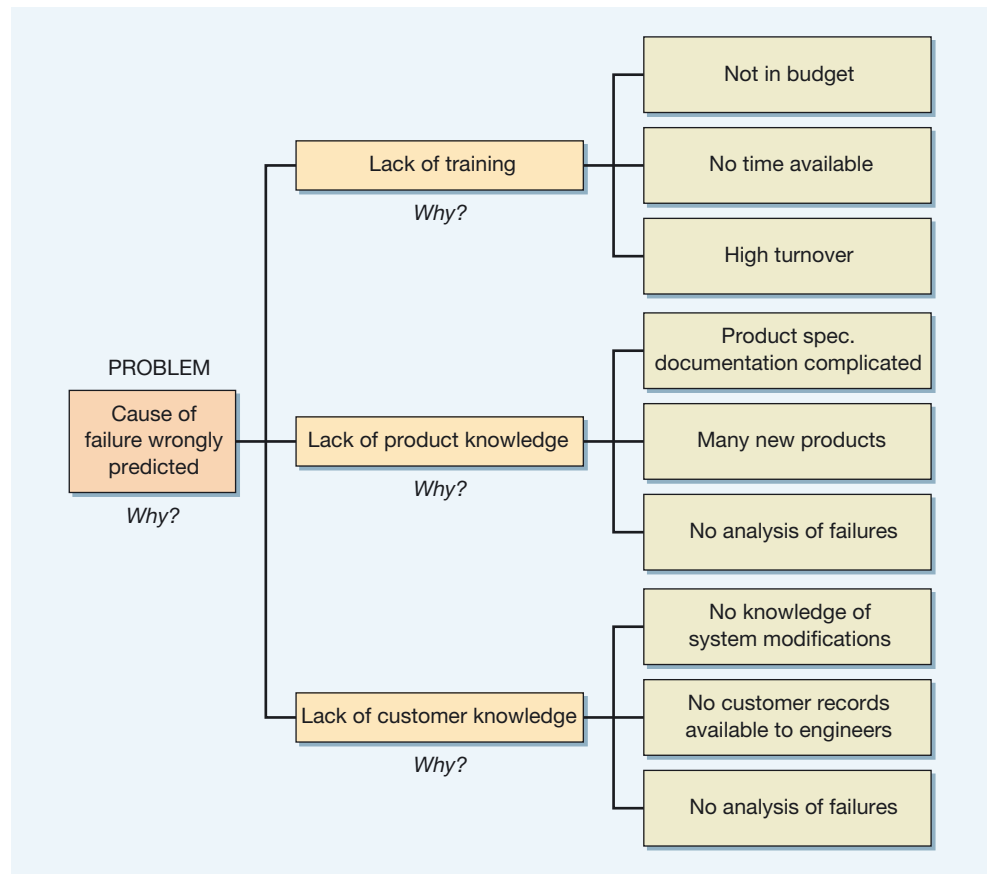 PROBLEM
Cause of
failure wrongly
predicted
Why?
Lack of training
Why?
Not in budget
No time available
High turnover
Lack of product knowledge
Why?
Product spec.
documentation complicated
Many new products
No analysis of failures
Lack of customer knowledge
Why?
No knowledge of
system modifications
No customer records
available to engineers
No analysis of failures